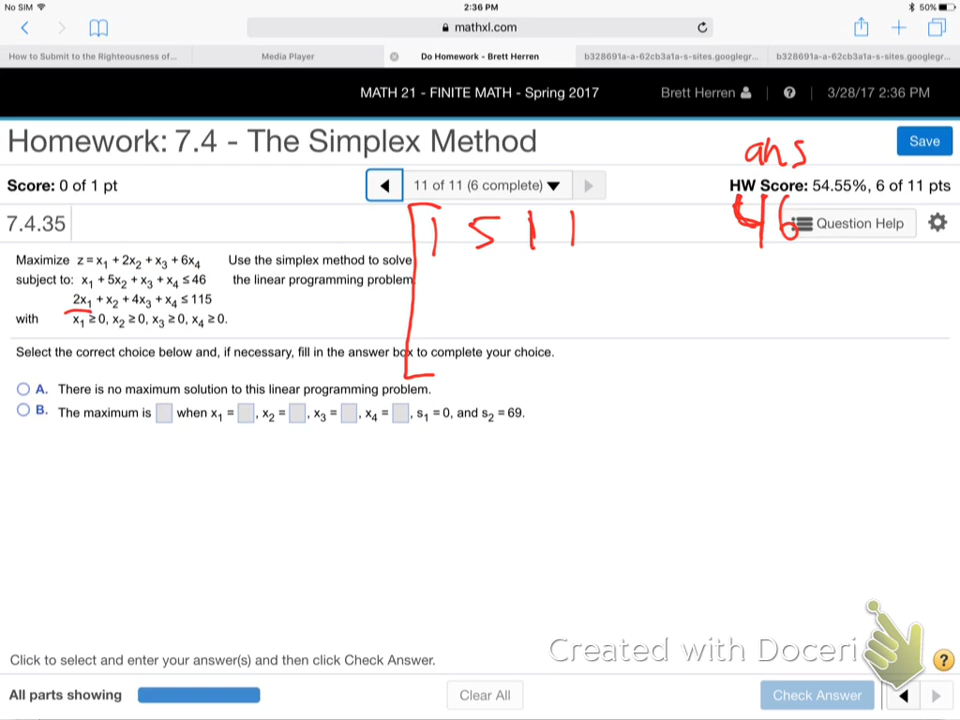 No SIM 2:36 PM 50%
mathxl.com
How to Submit to the Righteousness of... Media Player Do Homework - Brett Herren b328691a-a-62cb3a1a-s-sites.googlegr... b328691a-a-62cb3a1a-s-sites.googlegr...
MATH 21 - FINITE MATH - Spring 2017 Brett Herren ? 3/28/17 2:36 PM
Homework: 7.4 - The Simplex Method Save
ans
Score: 0 of 1 pt 11 of 11 (6 complete) HW Score: 54.55%, 6 of 11 pts
7.4.35 Question Help
1 5 1 1 46
Maximize z = x₁ + 2x₂ + x₃ + 6x₄ Use the simplex method to solve
subject to: x₁ + 5x₂ + x₃ + x₄ ≤ 46 the linear programming problem
2x₁ + x₂ + 4x₃ + x₄ ≤ 115
with x₁ ≥ 0, x₂ ≥ 0, x₃ ≥ 0, x₄ ≥ 0.
Select the correct choice below and, if necessary, fill in the answer box to complete your choice.
A. There is no maximum solution to this linear programming problem.
B. The maximum is when x₁ = , x₂ = , x₃ = , x₄ = , s₁ = 0, and s₂ = 69.
Created with Doceri
Click to select and enter your answer(s) and then click Check Answer. ?
All parts showing Clear All Check Answer